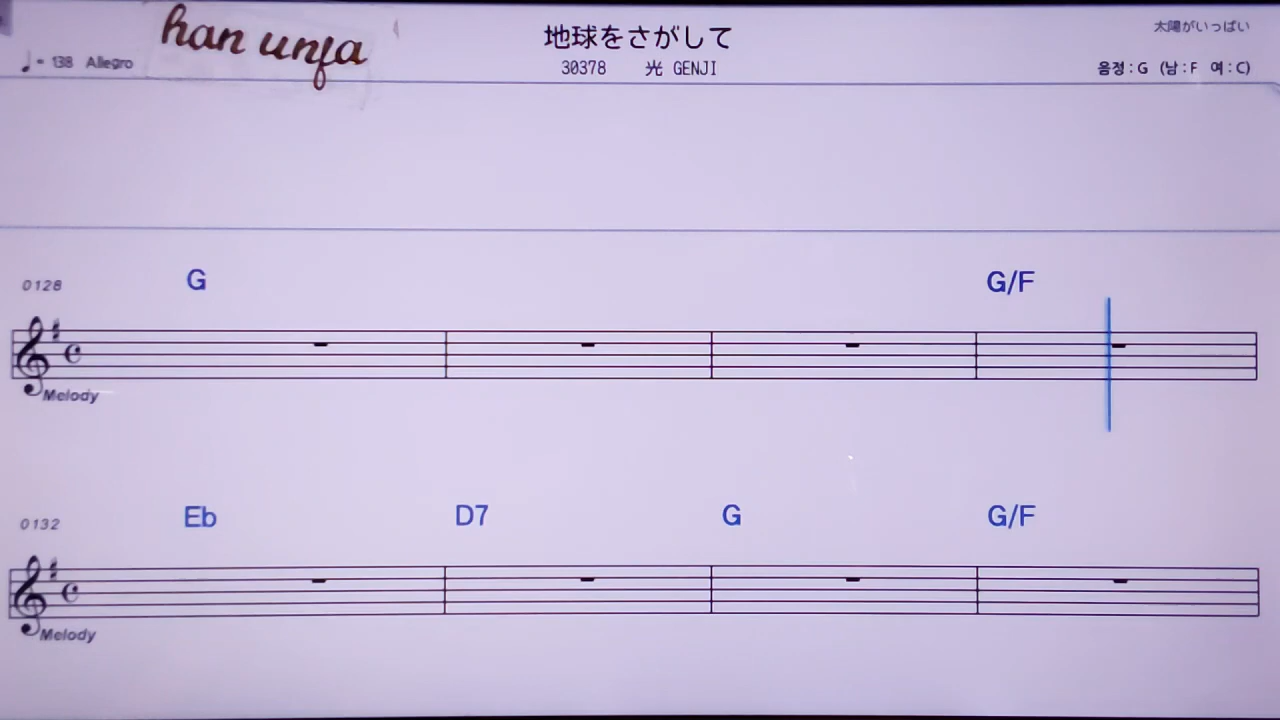 han unfa
地球をさがして
太陽がいっぱい
♩= 138 Allegro
30378 光 GENJI
음정 : G (남 : F 여 : C)
0128 G G/F
Melody
0132 Eb D7 G G/F
Melody